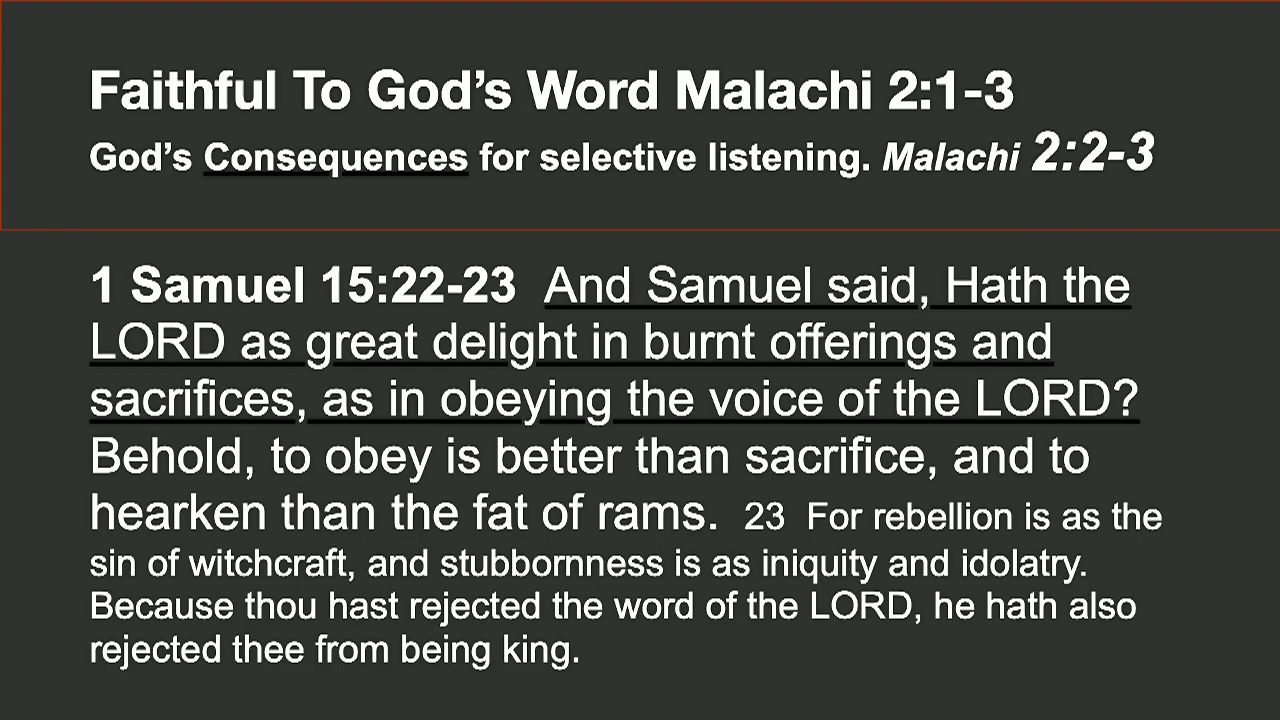 Faithful To God’s Word Malachi 2:1-3
God’s Consequences for selective listening. Malachi 2:2-3
1 Samuel 15:22-23  And Samuel said, Hath the
LORD as great delight in burnt offerings and
sacrifices, as in obeying the voice of the LORD?
Behold, to obey is better than sacrifice, and to
hearken than the fat of rams.  23  For rebellion is as the
sin of witchcraft, and stubbornness is as iniquity and idolatry.
Because thou hast rejected the word of the LORD, he hath also
rejected thee from being king.